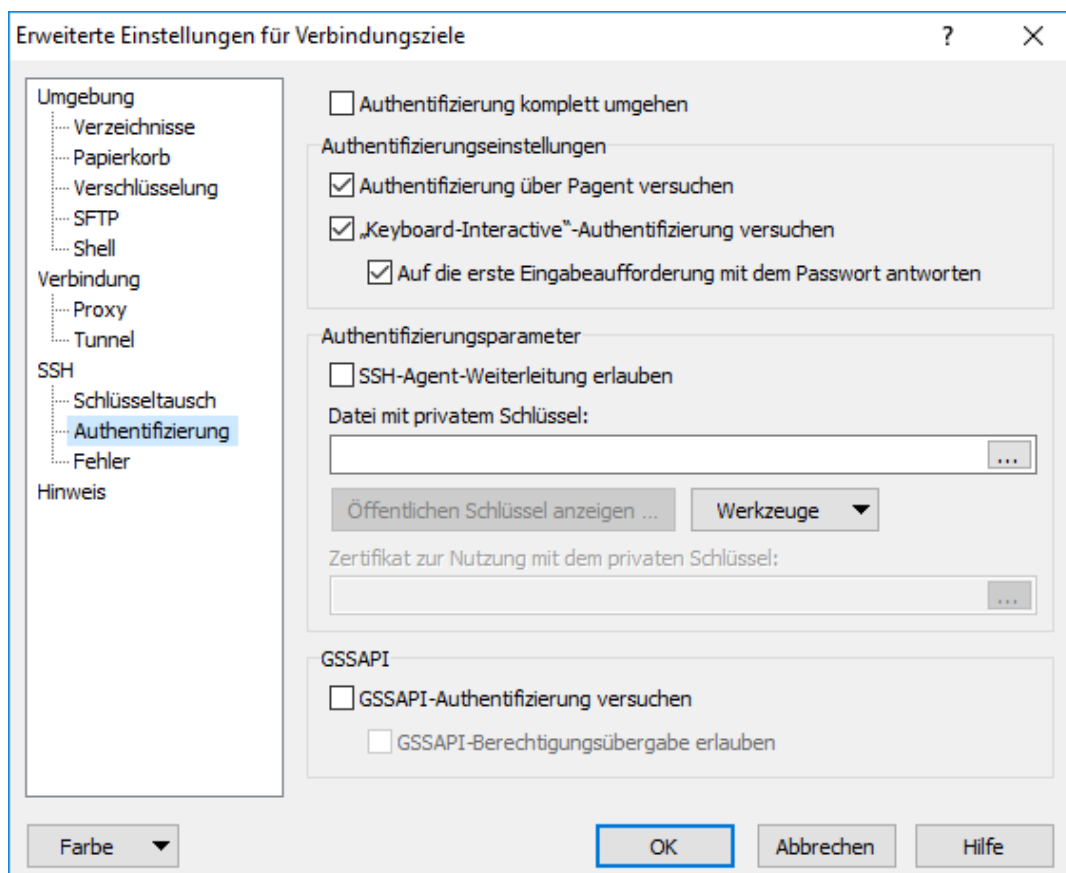 Erweiterte Einstellungen für Verbindungsziele
Umgebung
Verzeichnisse
Papierkorb
Verschlüsselung
SFTP
Shell
Verbindung
Proxy
Tunnel
SSH
Schlüsseltausch
Authentifizierung
Fehler
Hinweis
Authentifizierung komplett umgehen
Authentifizierungseinstellungen
Authentifizierung über Pagent versuchen
„Keyboard-Interactive“-Authentifizierung versuchen
Auf die erste Eingabeaufforderung mit dem Passwort antworten
Authentifizierungsparameter
SSH-Agent-Weiterleitung erlauben
Datei mit privatem Schlüssel:
...
Öffentlichen Schlüssel anzeigen ...
Werkzeuge
Zertifikat zur Nutzung mit dem privaten Schlüssel:
...
GSSAPI
GSSAPI-Authentifizierung versuchen
GSSAPI-Berechtigungsübergabe erlauben
Farbe
OK
Abbrechen
Hilfe